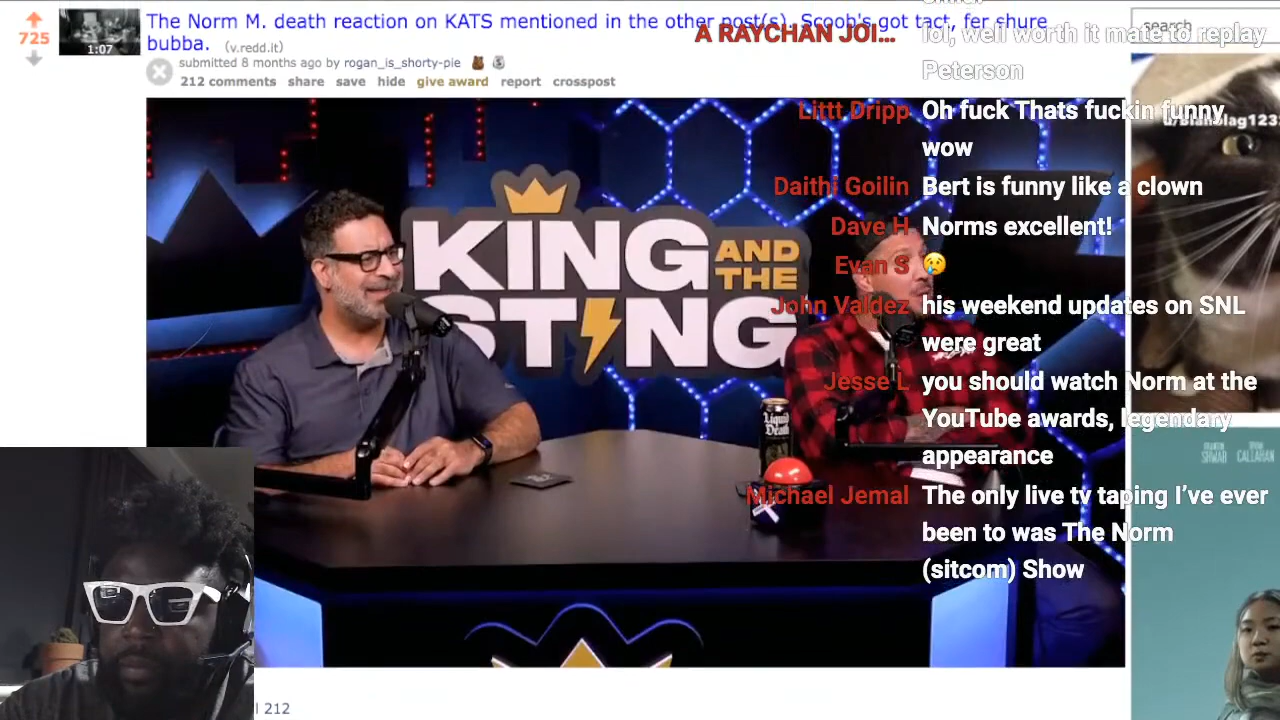 725
1:07
The Norm M. death reaction on KATS mentioned in the other post(s). Scoob's got tact, fer shure
bubba. (v.redd.it)
submitted 8 months ago by rogan_is_shorty-pie
212 comments share save hide give award report crosspost
search
A RAYCHAN JOI...
lol, well worth it mate to replay
Peterson
Littt Dripp Oh fuck Thats fuckin funny,
wow
Daithi Goilin Bert is funny like a clown
Dave H Norms excellent!
Evan S 😢
John Valdez his weekend updates on SNL
were great
Jesse L you should watch Norm at the
YouTube awards, legendary
appearance
Michael Jemal The only live tv taping I’ve ever
been to was The Norm
(sitcom) Show
KING
AND
THE
STING
Liquid
Death
CALLAHAN
l 212